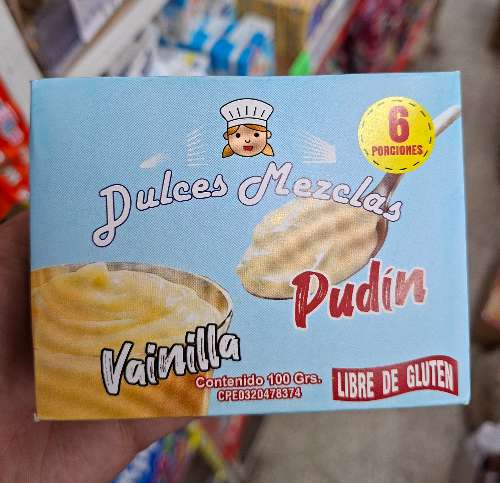 6
PORCIONES
Dulces Mezclas
Pudín
Vainilla
Contenido 100 Grs.
CPE0320478374
LIBRE DE GLUTEN